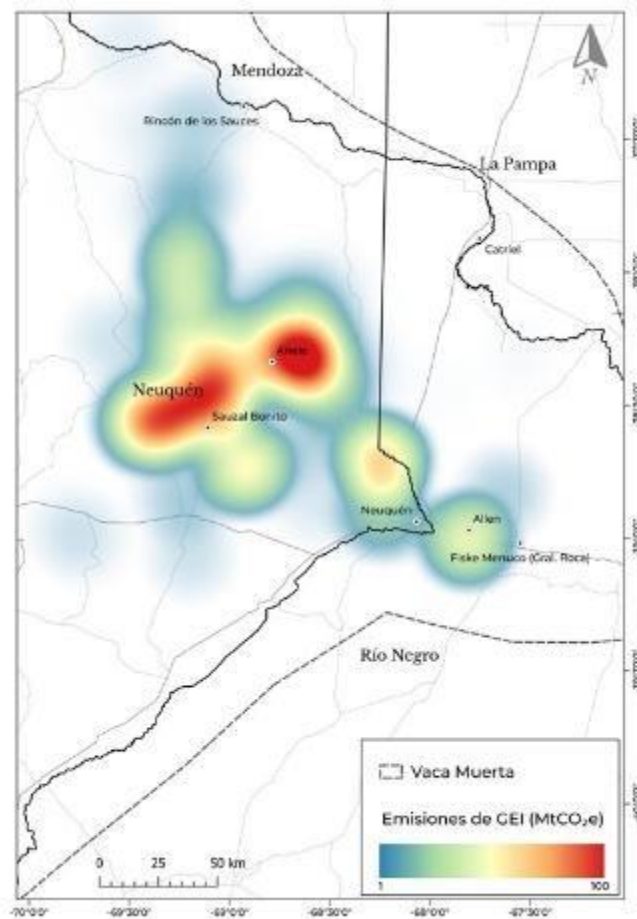 N
Mendoza
Rincón de los Sauces
La Pampa
Catriel
Añelo
Neuquén
Sauzal Bonito
Neuquén
Allen
Fiske Menuco (Gral. Roca)
Río Negro
Vaca Muerta
Emisiones de GEI (MtCO₂e)
1 100
0 25 50 km
-70°0'0" -69°30'0" -69°0'0" -68°30'0" -68°0'0" -67°30'0"